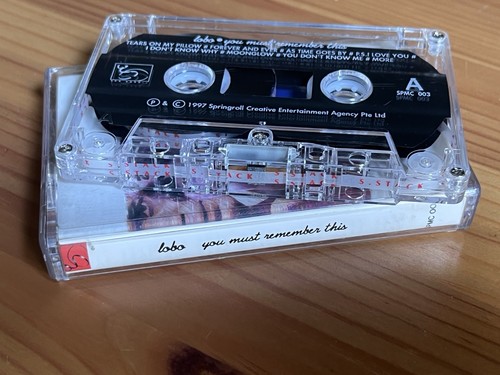 lobo • you must remember this
TEARS ON MY PILLOW # FOREVER AND EVER # AS TIME GOES BY # P.S.I LOVE YOU #
I DON'T KNOW WHY # MOONGLOW # YOU DON'T KNOW ME # MORE
A
SPMC 003
SPMC 003
℗ & © 1997 Springroll Creative Entertainment Agency Pte Ltd
lobo you must remember this